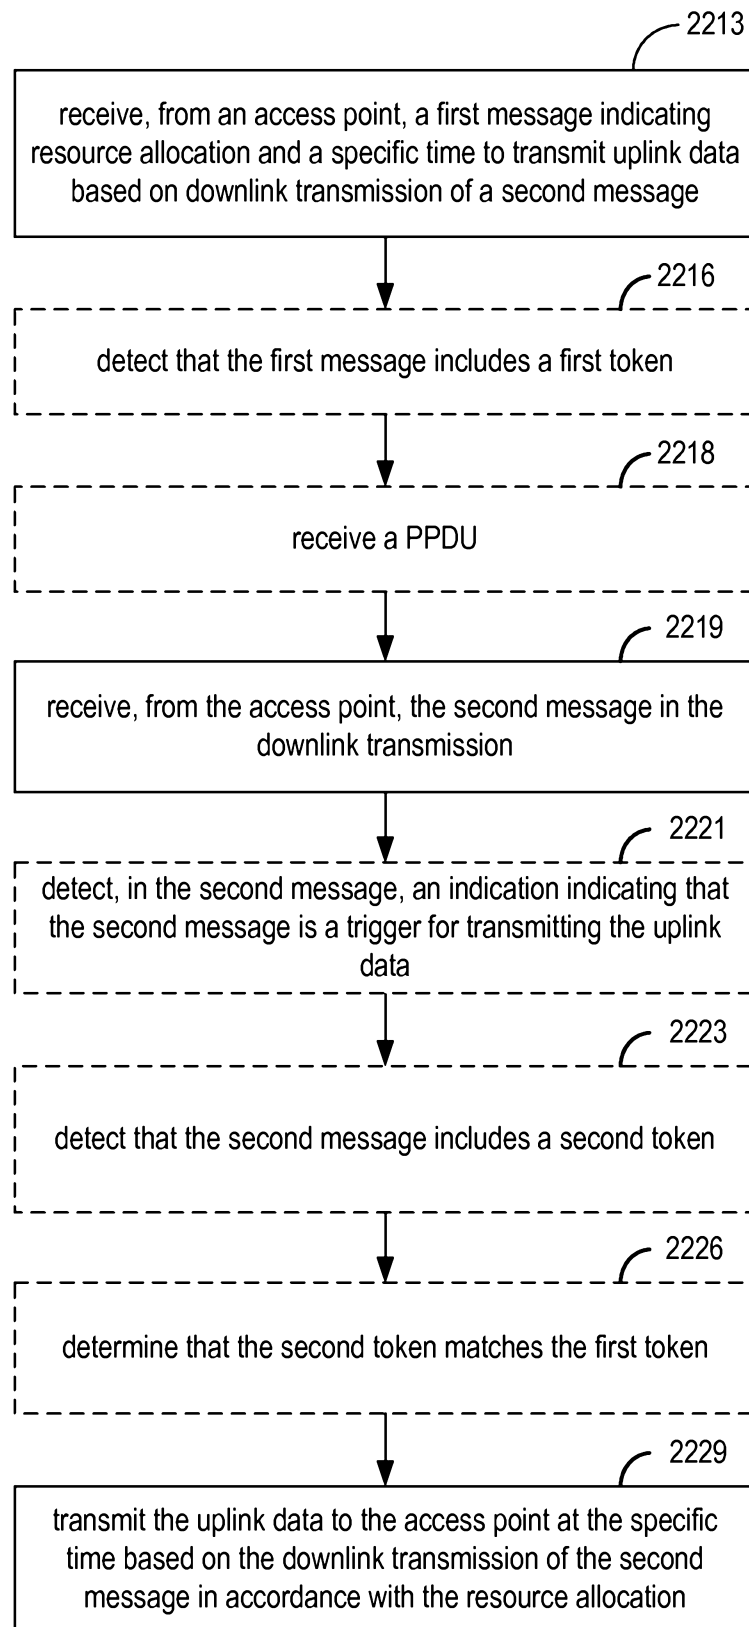 2213
receive, from an access point, a first message indicating
resource allocation and a specific time to transmit uplink data
based on downlink transmission of a second message
2216
detect that the first message includes a first token
2218
receive a PPDU
2219
receive, from the access point, the second message in the
downlink transmission
2221
detect, in the second message, an indication indicating that
the second message is a trigger for transmitting the uplink
data
2223
detect that the second message includes a second token
2226
determine that the second token matches the first token
2229
transmit the uplink data to the access point at the specific
time based on the downlink transmission of the second
message in accordance with the resource allocation